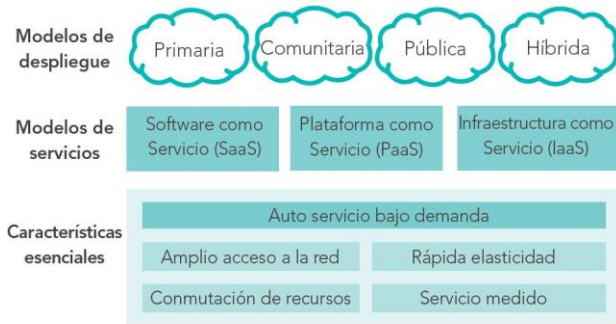 Modelos de
despliegue
Primaria
Comunitaria
Pública
Híbrida
Modelos de
servicios
Software como
Servicio (SaaS)
Plataforma como
Servicio (PaaS)
Infraestructura como
Servicio (IaaS)
Características
esenciales
Auto servicio bajo demanda
Amplio acceso a la red
Rápida elasticidad
Conmutación de recursos
Servicio medido